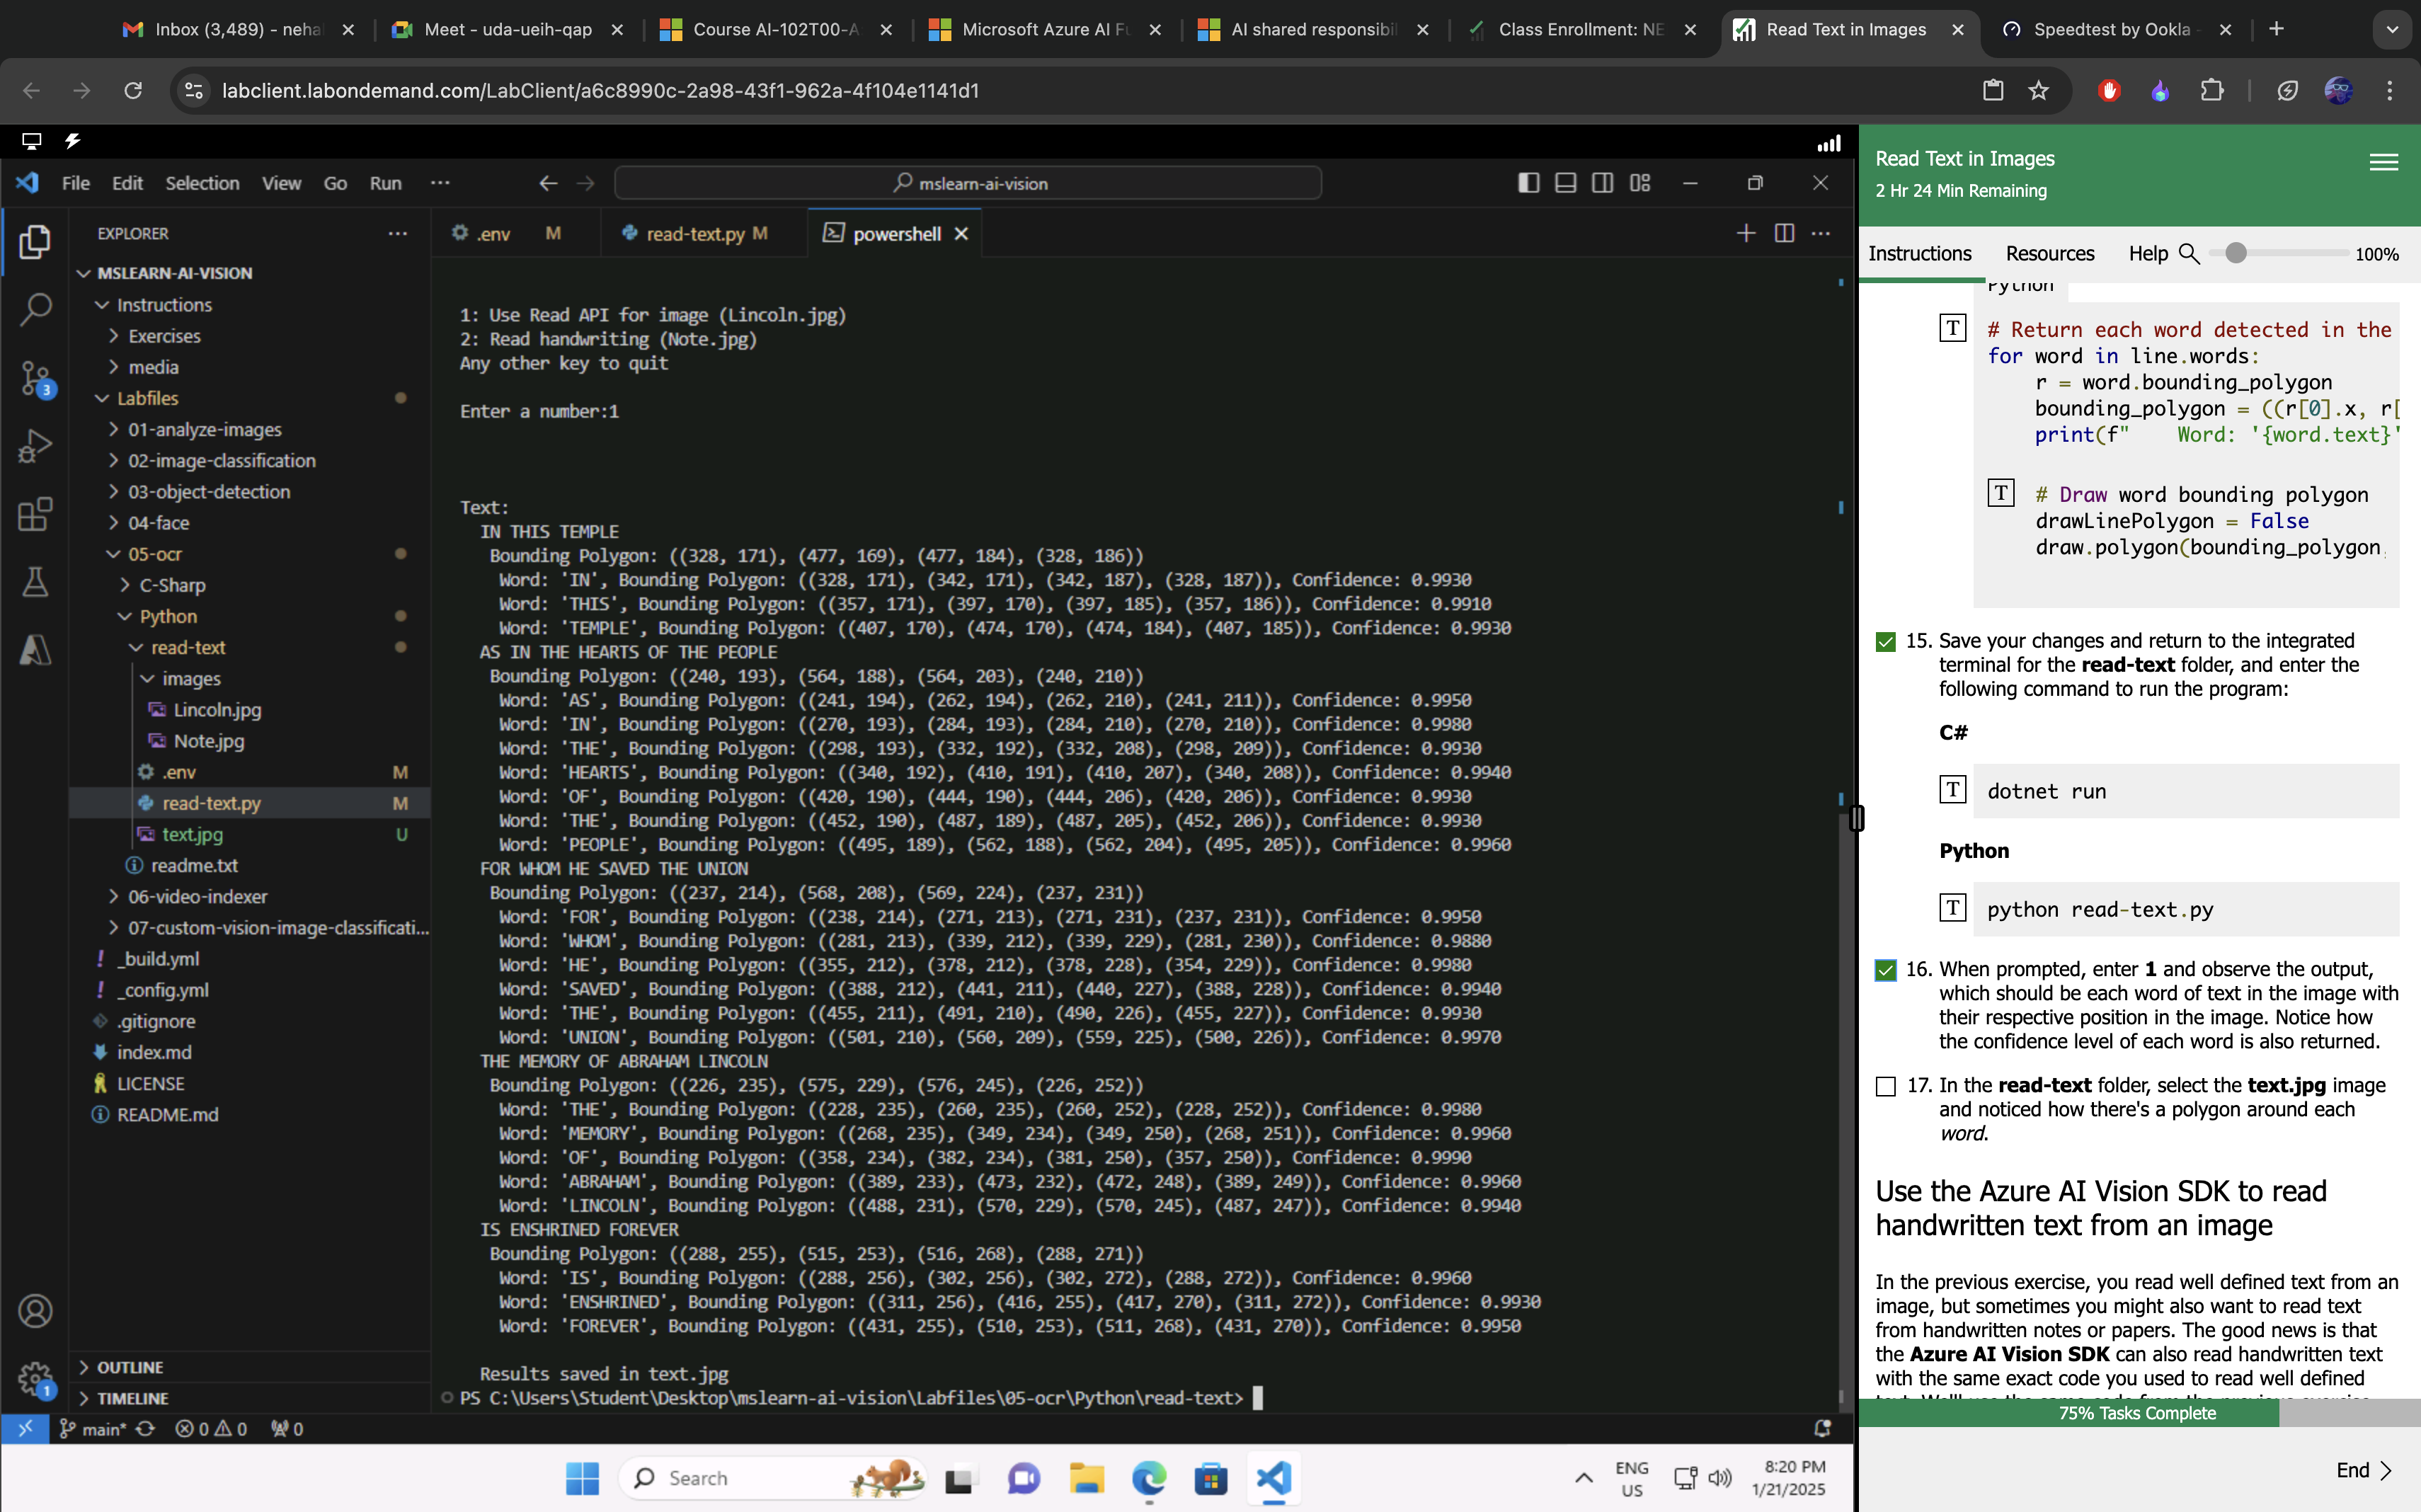 Inbox (3,489) - neha
Meet - uda-ueih-qap
Course AI-102T00-A
Microsoft Azure AI Fu
AI shared responsibil
Class Enrollment: NE
Read Text in Images
Speedtest by Ookla
labclient.labondemand.com/LabClient/a6c8990c-2a98-43f1-962a-4f104e1141d1
File Edit Selection View Go Run ···
mslearn-ai-vision
EXPLORER ···
MSLEARN-AI-VISION
Instructions
Exercises
media
Labfiles
01-analyze-images
02-image-classification
03-object-detection
04-face
05-ocr
C-Sharp
Python
read-text
images
Lincoln.jpg
Note.jpg
.env M
read-text.py M
text.jpg U
readme.txt
06-video-indexer
07-custom-vision-image-classificati...
_build.yml
_config.yml
.gitignore
index.md
LICENSE
README.md
OUTLINE
TIMELINE
3
1
.env M
read-text.py M
powershell
1: Use Read API for image (Lincoln.jpg)
2: Read handwriting (Note.jpg)
Any other key to quit
Enter a number:1
Text:
IN THIS TEMPLE
Bounding Polygon: ((328, 171), (477, 169), (477, 184), (328, 186))
Word: 'IN', Bounding Polygon: ((328, 171), (342, 171), (342, 187), (328, 187)), Confidence: 0.9930
Word: 'THIS', Bounding Polygon: ((357, 171), (397, 170), (397, 185), (357, 186)), Confidence: 0.9910
Word: 'TEMPLE', Bounding Polygon: ((407, 170), (474, 170), (474, 184), (407, 185)), Confidence: 0.9930
AS IN THE HEARTS OF THE PEOPLE
Bounding Polygon: ((240, 193), (564, 188), (564, 203), (240, 210))
Word: 'AS', Bounding Polygon: ((241, 194), (262, 194), (262, 210), (241, 211)), Confidence: 0.9950
Word: 'IN', Bounding Polygon: ((270, 193), (284, 193), (284, 210), (270, 210)), Confidence: 0.9980
Word: 'THE', Bounding Polygon: ((298, 193), (332, 192), (332, 208), (298, 209)), Confidence: 0.9930
Word: 'HEARTS', Bounding Polygon: ((340, 192), (410, 191), (410, 207), (340, 208)), Confidence: 0.9940
Word: 'OF', Bounding Polygon: ((420, 190), (444, 190), (444, 206), (420, 206)), Confidence: 0.9930
Word: 'THE', Bounding Polygon: ((452, 190), (487, 189), (487, 205), (452, 206)), Confidence: 0.9930
Word: 'PEOPLE', Bounding Polygon: ((495, 189), (562, 188), (562, 204), (495, 205)), Confidence: 0.9960
FOR WHOM HE SAVED THE UNION
Bounding Polygon: ((237, 214), (568, 208), (569, 224), (237, 231))
Word: 'FOR', Bounding Polygon: ((238, 214), (271, 213), (271, 231), (237, 231)), Confidence: 0.9950
Word: 'WHOM', Bounding Polygon: ((281, 213), (339, 212), (339, 229), (281, 230)), Confidence: 0.9880
Word: 'HE', Bounding Polygon: ((355, 212), (378, 212), (378, 228), (354, 229)), Confidence: 0.9980
Word: 'SAVED', Bounding Polygon: ((388, 212), (441, 211), (440, 227), (388, 228)), Confidence: 0.9940
Word: 'THE', Bounding Polygon: ((455, 211), (491, 210), (490, 226), (455, 227)), Confidence: 0.9930
Word: 'UNION', Bounding Polygon: ((501, 210), (560, 209), (559, 225), (500, 226)), Confidence: 0.9970
THE MEMORY OF ABRAHAM LINCOLN
Bounding Polygon: ((226, 235), (575, 229), (576, 245), (226, 252))
Word: 'THE', Bounding Polygon: ((228, 235), (260, 235), (260, 252), (228, 252)), Confidence: 0.9980
Word: 'MEMORY', Bounding Polygon: ((268, 235), (349, 234), (349, 250), (268, 251)), Confidence: 0.9960
Word: 'OF', Bounding Polygon: ((358, 234), (382, 234), (381, 250), (357, 250)), Confidence: 0.9990
Word: 'ABRAHAM', Bounding Polygon: ((389, 233), (473, 232), (472, 248), (389, 249)), Confidence: 0.9960
Word: 'LINCOLN', Bounding Polygon: ((488, 231), (570, 229), (570, 245), (487, 247)), Confidence: 0.9940
IS ENSHRINED FOREVER
Bounding Polygon: ((288, 255), (515, 253), (516, 268), (288, 271))
Word: 'IS', Bounding Polygon: ((288, 256), (302, 256), (302, 272), (288, 272)), Confidence: 0.9960
Word: 'ENSHRINED', Bounding Polygon: ((311, 256), (416, 255), (417, 270), (311, 272)), Confidence: 0.9930
Word: 'FOREVER', Bounding Polygon: ((431, 255), (510, 253), (511, 268), (431, 270)), Confidence: 0.9950
Results saved in text.jpg
PS C:\Users\Student\Desktop\mslearn-ai-vision\Labfiles\05-ocr\Python\read-text>
main* 0 0 0
Search
ENG
US
8:20 PM
1/21/2025
Read Text in Images
2 Hr 24 Min Remaining
Instructions Resources Help 100%
Python
T # Return each word detected in the
for word in line.words:
r = word.bounding_polygon
bounding_polygon = ((r[0].x, r[
print(f" Word: '{word.text}'
T # Draw word bounding polygon
drawLinePolygon = False
draw.polygon(bounding_polygon,
15. Save your changes and return to the integrated
terminal for the read-text folder, and enter the
following command to run the program:
C#
T dotnet run
Python
T python read-text.py
16. When prompted, enter 1 and observe the output,
which should be each word of text in the image with
their respective position in the image. Notice how
the confidence level of each word is also returned.
17. In the read-text folder, select the text.jpg image
and noticed how there's a polygon around each
word.
Use the Azure AI Vision SDK to read
handwritten text from an image
In the previous exercise, you read well defined text from an
image, but sometimes you might also want to read text
from handwritten notes or papers. The good news is that
the Azure AI Vision SDK can also read handwritten text
with the same exact code you used to read well defined
75% Tasks Complete
End